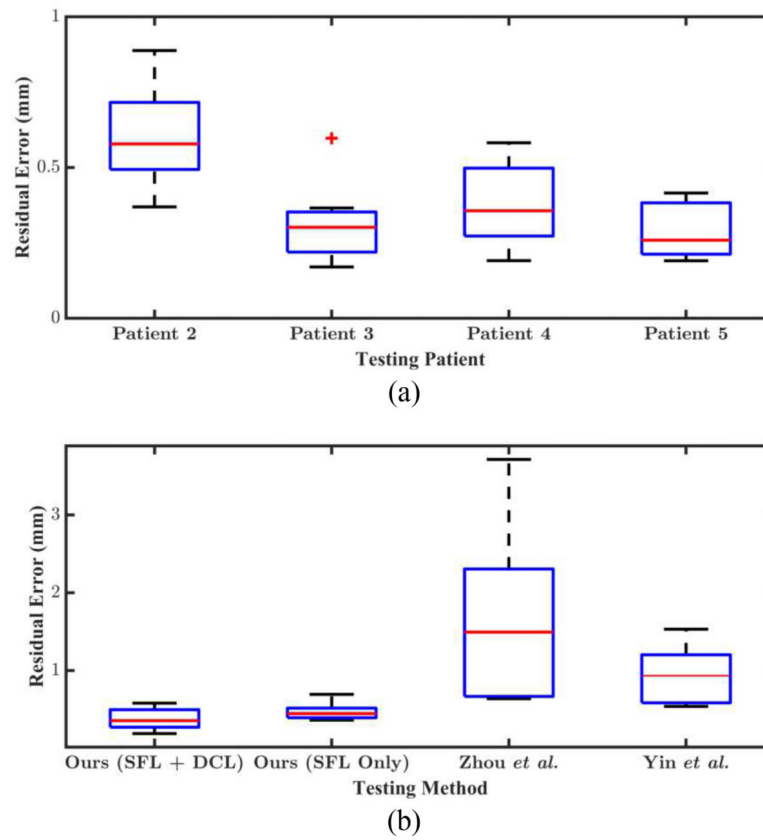 1
0.5
0
Residual Error (mm)
Patient 2 Patient 3 Patient 4 Patient 5
Testing Patient
(a)
3
2
1
Residual Error (mm)
Ours (SFL + DCL) Ours (SFL Only) Zhou et al. Yin et al.
Testing Method
(b)